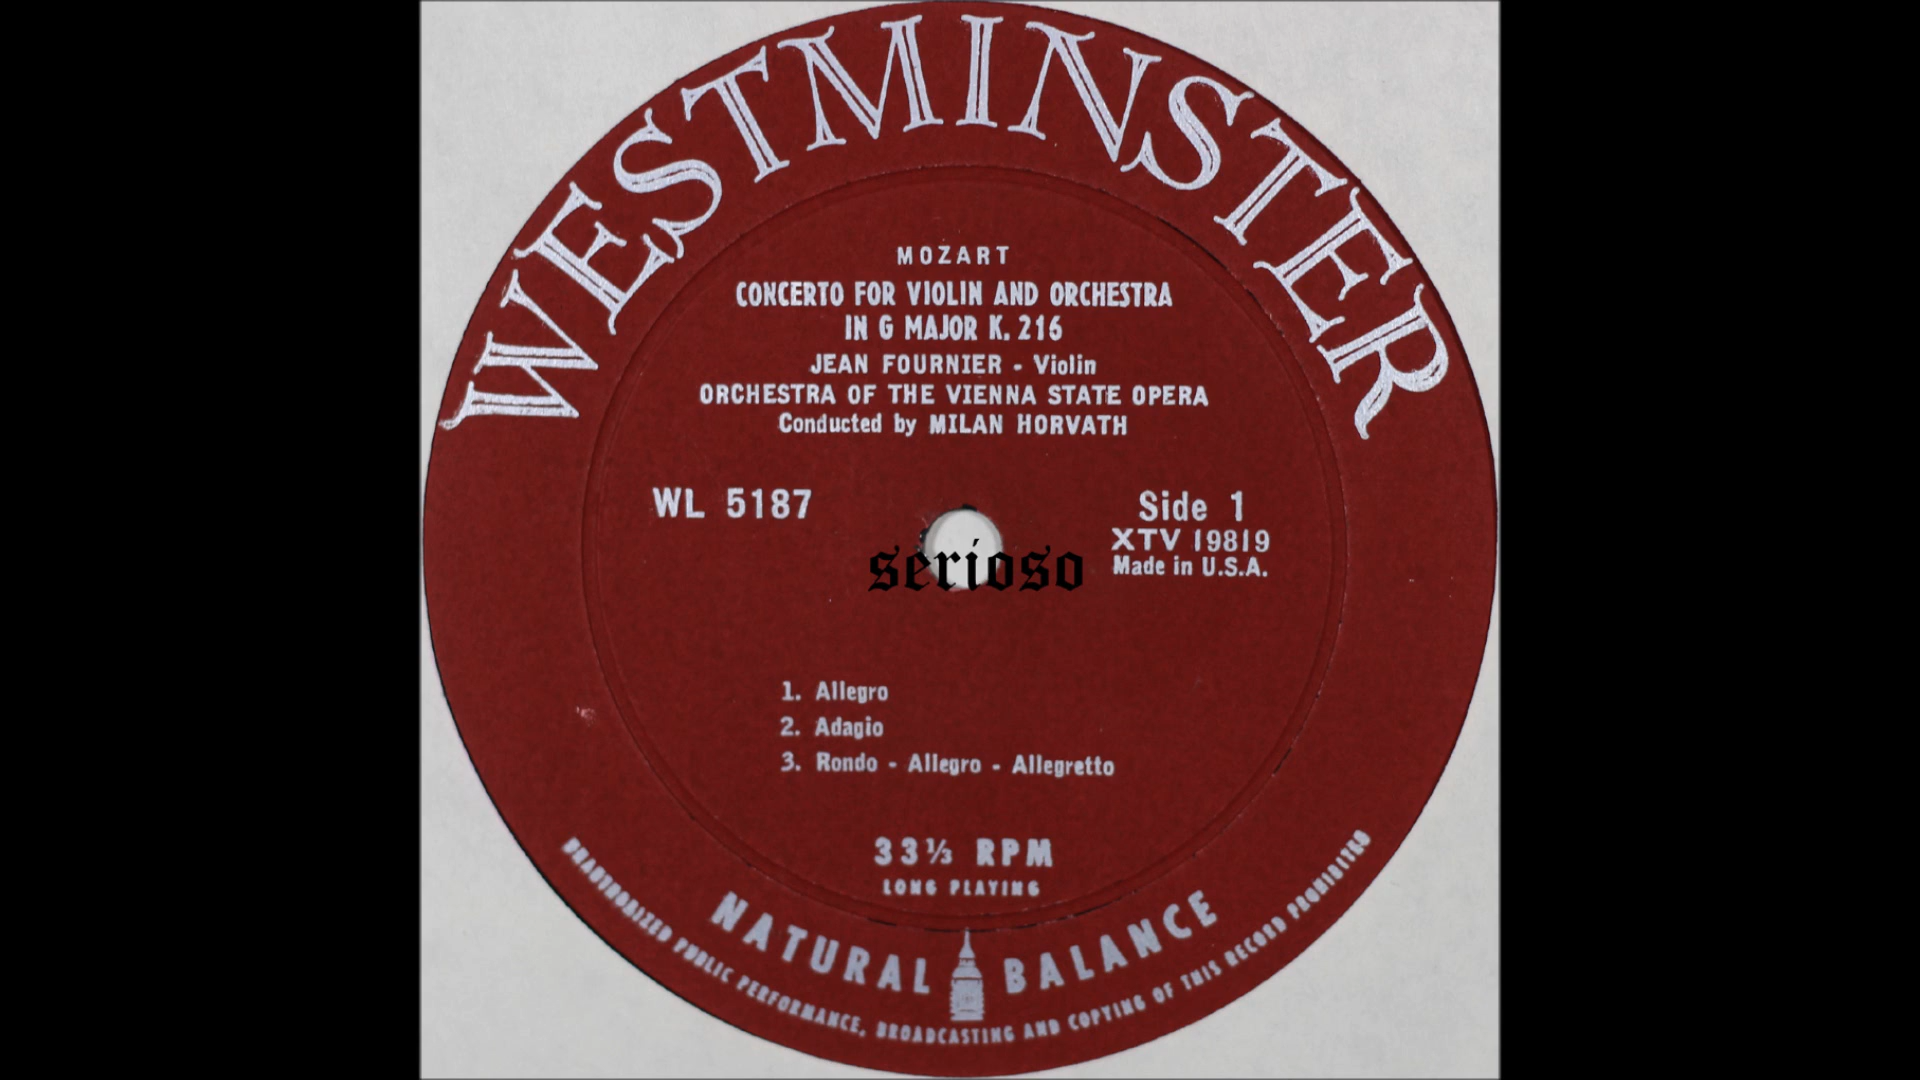 WESTMINSTER
MOZART
CONCERTO FOR VIOLIN AND ORCHESTRA
IN G MAJOR K. 216
JEAN FOURNIER - Violin
ORCHESTRA OF THE VIENNA STATE OPERA
Conducted by MILAN HORVATH
WL 5187
Side 1
XTV 19819
Made in U.S.A.
serioso
1. Allegro
2. Adagio
3. Rondo - Allegro - Allegretto
33⅓ RPM
LONG PLAYING
NATURAL BALANCE
UNAUTHORIZED PUBLIC PERFORMANCE, BROADCASTING AND COPYING OF THIS RECORD PROHIBITED